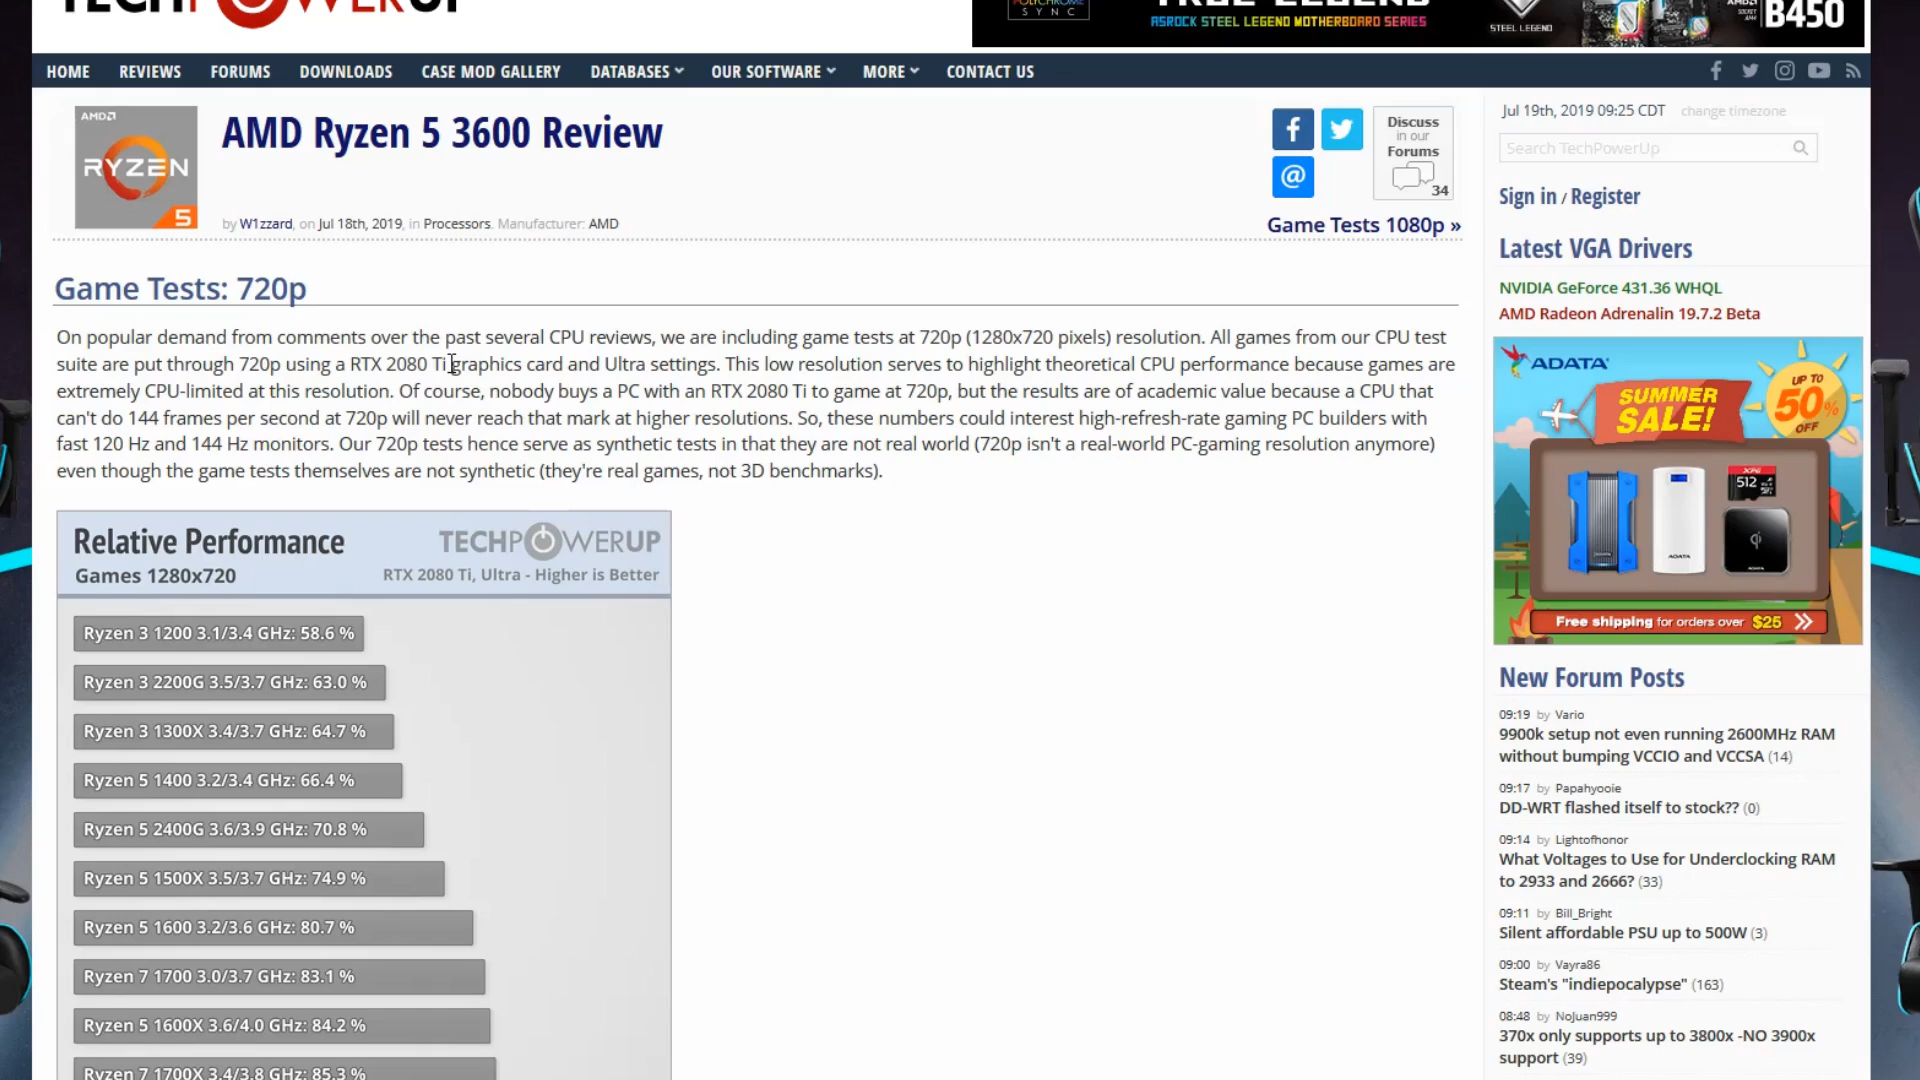 TECHPOWERUP
POLYCHROME
SYNC
TRUE LEGEND
ASROCK STEEL LEGEND MOTHERBOARD SERIES
STEEL LEGEND
AMD
SOCKET
AM4
B450
HOME REVIEWS FORUMS DOWNLOADS CASE MOD GALLERY DATABASES OUR SOFTWARE MORE CONTACT US
AMD
RYZEN
5
AMD Ryzen 5 3600 Review
by W1zzard, on Jul 18th, 2019, in Processors. Manufacturer: AMD
Discuss
in our
Forums
34
Game Tests 1080p »
Game Tests: 720p
On popular demand from comments over the past several CPU reviews, we are including game tests at 720p (1280x720 pixels) resolution. All games from our CPU test
suite are put through 720p using a RTX 2080 Ti graphics card and Ultra settings. This low resolution serves to highlight theoretical CPU performance because games are
extremely CPU-limited at this resolution. Of course, nobody buys a PC with an RTX 2080 Ti to game at 720p, but the results are of academic value because a CPU that
can't do 144 frames per second at 720p will never reach that mark at higher resolutions. So, these numbers could interest high-refresh-rate gaming PC builders with
fast 120 Hz and 144 Hz monitors. Our 720p tests hence serve as synthetic tests in that they are not real world (720p isn't a real-world PC-gaming resolution anymore)
even though the game tests themselves are not synthetic (they're real games, not 3D benchmarks).
Relative Performance
TECHPOWERUP
Games 1280x720
RTX 2080 Ti, Ultra - Higher is Better
Ryzen 3 1200 3.1/3.4 GHz: 58.6 %
Ryzen 3 2200G 3.5/3.7 GHz: 63.0 %
Ryzen 3 1300X 3.4/3.7 GHz: 64.7 %
Ryzen 5 1400 3.2/3.4 GHz: 66.4 %
Ryzen 5 2400G 3.6/3.9 GHz: 70.8 %
Ryzen 5 1500X 3.5/3.7 GHz: 74.9 %
Ryzen 5 1600 3.2/3.6 GHz: 80.7 %
Ryzen 7 1700 3.0/3.7 GHz: 83.1 %
Ryzen 5 1600X 3.6/4.0 GHz: 84.2 %
Ryzen 7 1700X 3.4/3.8 GHz: 85.3 %
Jul 19th, 2019 09:25 CDT change timezone
Search TechPowerUp
Sign in / Register
Latest VGA Drivers
NVIDIA GeForce 431.36 WHQL
AMD Radeon Adrenalin 19.7.2 Beta
ADATA
SUMMER
SALE!
UP TO
50%
OFF
XPG
512
ADATA
Free shipping for orders over $25
New Forum Posts
09:19 by Vario
9900k setup not even running 2600MHz RAM
without bumping VCCIO and VCCSA (14)
09:17 by Papahyooie
DD-WRT flashed itself to stock?? (0)
09:14 by Lightofhonor
What Voltages to Use for Underclocking RAM
to 2933 and 2666? (33)
09:11 by Bill_Bright
Silent affordable PSU up to 500W (3)
09:00 by Vayra86
Steam's "indiepocalypse" (163)
08:48 by NoJuan999
370x only supports up to 3800x -NO 3900x
support (39)